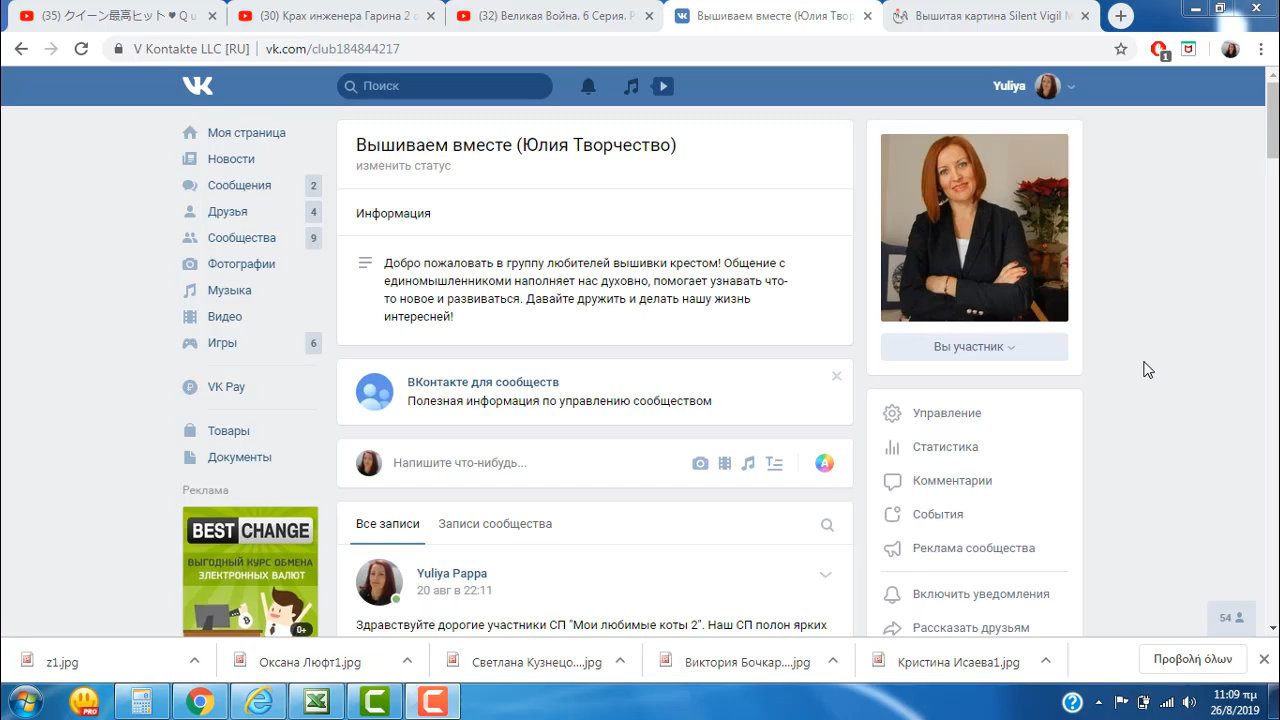 (35) クイーン最高ヒット ♥ Q u
(30) Крах инженера Гарина 2 с
(32) Великая Война. 6 Серия. Р
Вышиваем вместе (Юлия Твор
Вышитая картина Silent Vigil M
V Kontakte LLC [RU] | vk.com/club184844217
1
Поиск
Yuliya
Моя страница
Новости
Сообщения 2
Друзья 4
Сообщества 9
Фотографии
Музыка
Видео
Игры 6
VK Pay
Товары
Документы
Реклама
BEST CHANGE
ВЫГОДНЫЙ КУРС ОБМЕНА
ЭЛЕКТРОННЫХ ВАЛЮТ
0+
Вышиваем вместе (Юлия Творчество)
изменить статус
Информация
Добро пожаловать в группу любителей вышивки крестом! Общение с
единомышленникоми наполняет нас духовно, помогает узнавать что-
то новое и развиваться. Давайте дружить и делать нашу жизнь
интересней!
ВКонтакте для сообществ
Полезная информация по управлению сообществом
Напишите что-нибудь...
Все записи
Записи сообщества
Yuliya Pappa
20 авг в 22:11
Здравствуйте дорогие участники СП "Мои любимые коты 2". Наш СП полон ярких
Вы участник
Управление
Статистика
Комментарии
События
Реклама сообщества
Включить уведомления
Рассказать друзьям
54
z1.jpg
Оксана Люфт1.jpg
Светлана Кузнецо....jpg
Виктория Бочкар....jpg
Кристина Исаева1.jpg
Προβολή όλων
PRO
11:09 πμ
26/8/2019